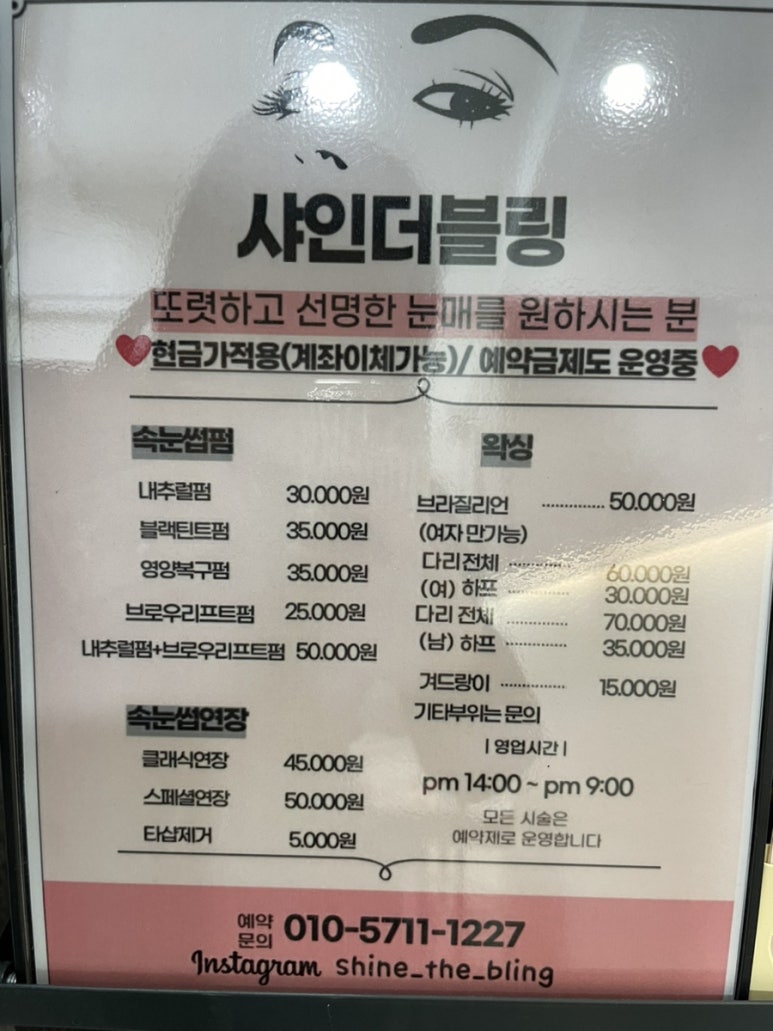 샤인더블링
또렷하고 선명한 눈매를 원하시는 분
현금가적용(계좌이체가능)/ 예약금제도 운영중
속눈썹펌
내추럴펌 30.000원
블랙틴트펌 35.000원
영양복구펌 35.000원
브로우리프트펌 25.000원
내추럴펌+브로우리프트펌 50.000원
속눈썹연장
클래식연장 45.000원
스페셜연장 50.000원
타샵제거 5.000원
왁싱
브라질리언 ............... 50.000원
(여자만가능)
다리전체 ............... 60.000원
(여) 하프 ............... 30.000원
다리 전체 ............... 70.000원
(남) 하프 ............... 35.000원
겨드랑이 ............... 15.000원
기타부위는 문의
| 영업시간 |
pm 14:00 ~ pm 9:00
모든 시술은
예약제로 운영합니다
예약문의 010-5711-1227
Instagram shine_the_bling